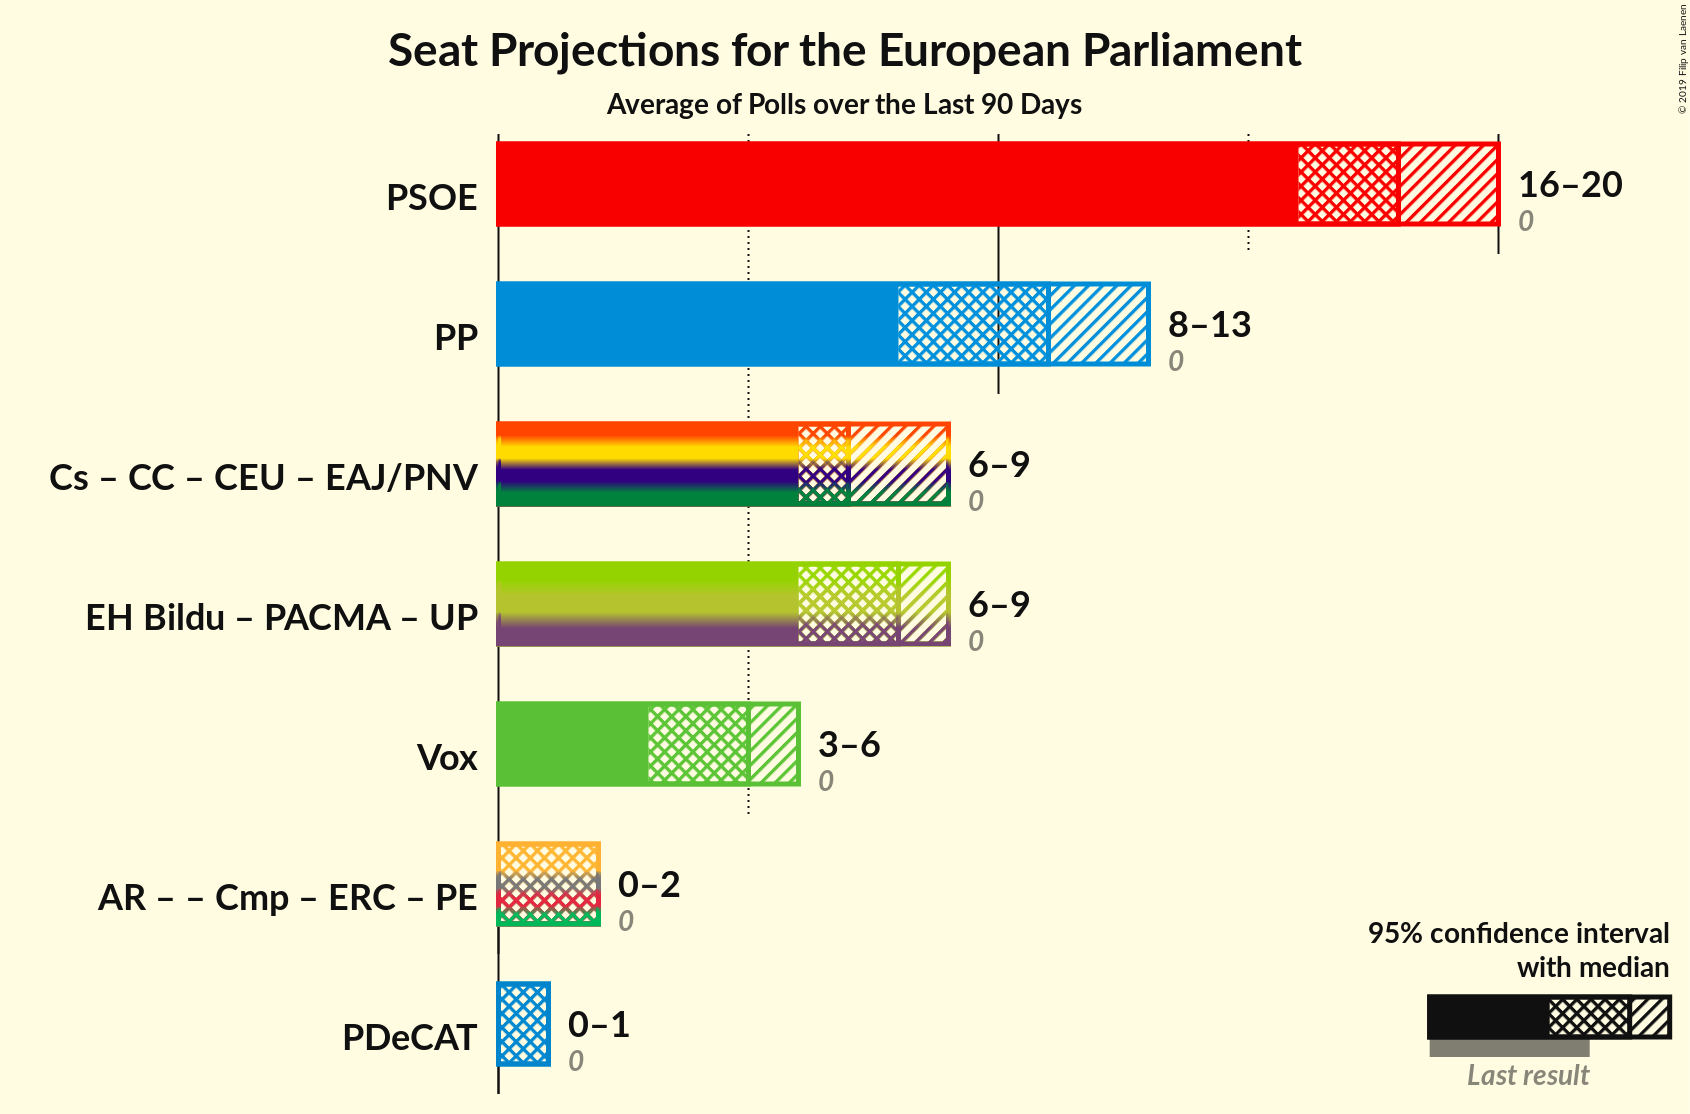 Seat Projections for the European Parliament
Average of Polls over the Last 90 Days
© 2019 Filip van Laenen
PSOE
16–20
0
PP
8–13
0
Cs – CC – CEU – EAJ/PNV
6–9
0
EH Bildu – PACMA – UP
6–9
0
Vox
3–6
0
AR – – Cmp – ERC – PE
0–2
0
PDeCAT
0–1
0
95% confidence interval
with median
Last result